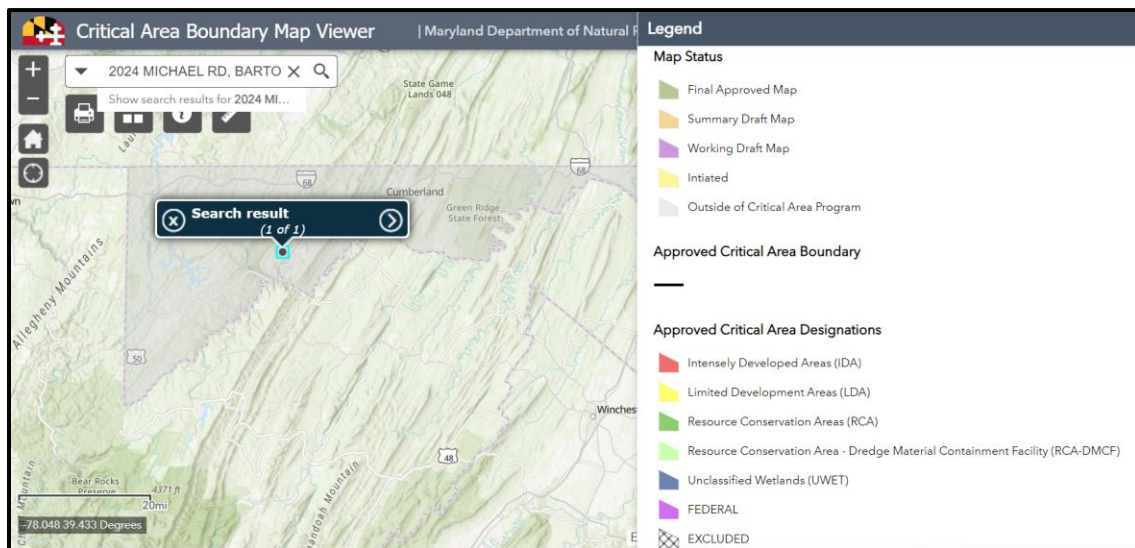 Critical Area Boundary Map Viewer
| Maryland Department of Natural
2024 MICHAEL RD, BARTO
Show search results for 2024 MI...
State Game
Lands 048
68
68
Cumberland
Green Ridge
State Forest
Search result
(1 of 1)
Allegheny Mountains
50
Winches
48
Bear Rocks
Preserve
4371 ft
20mi
-78.048 39.433 Degrees
Legend
Map Status
Final Approved Map
Summary Draft Map
Working Draft Map
Intiated
Outside of Critical Area Program
Approved Critical Area Boundary
Approved Critical Area Designations
Intensely Developed Areas (IDA)
Limited Development Areas (LDA)
Resource Conservation Areas (RCA)
Resource Conservation Area - Dredge Material Containment Facility (RCA-DMCF)
Unclassified Wetlands (UWET)
FEDERAL
EXCLUDED